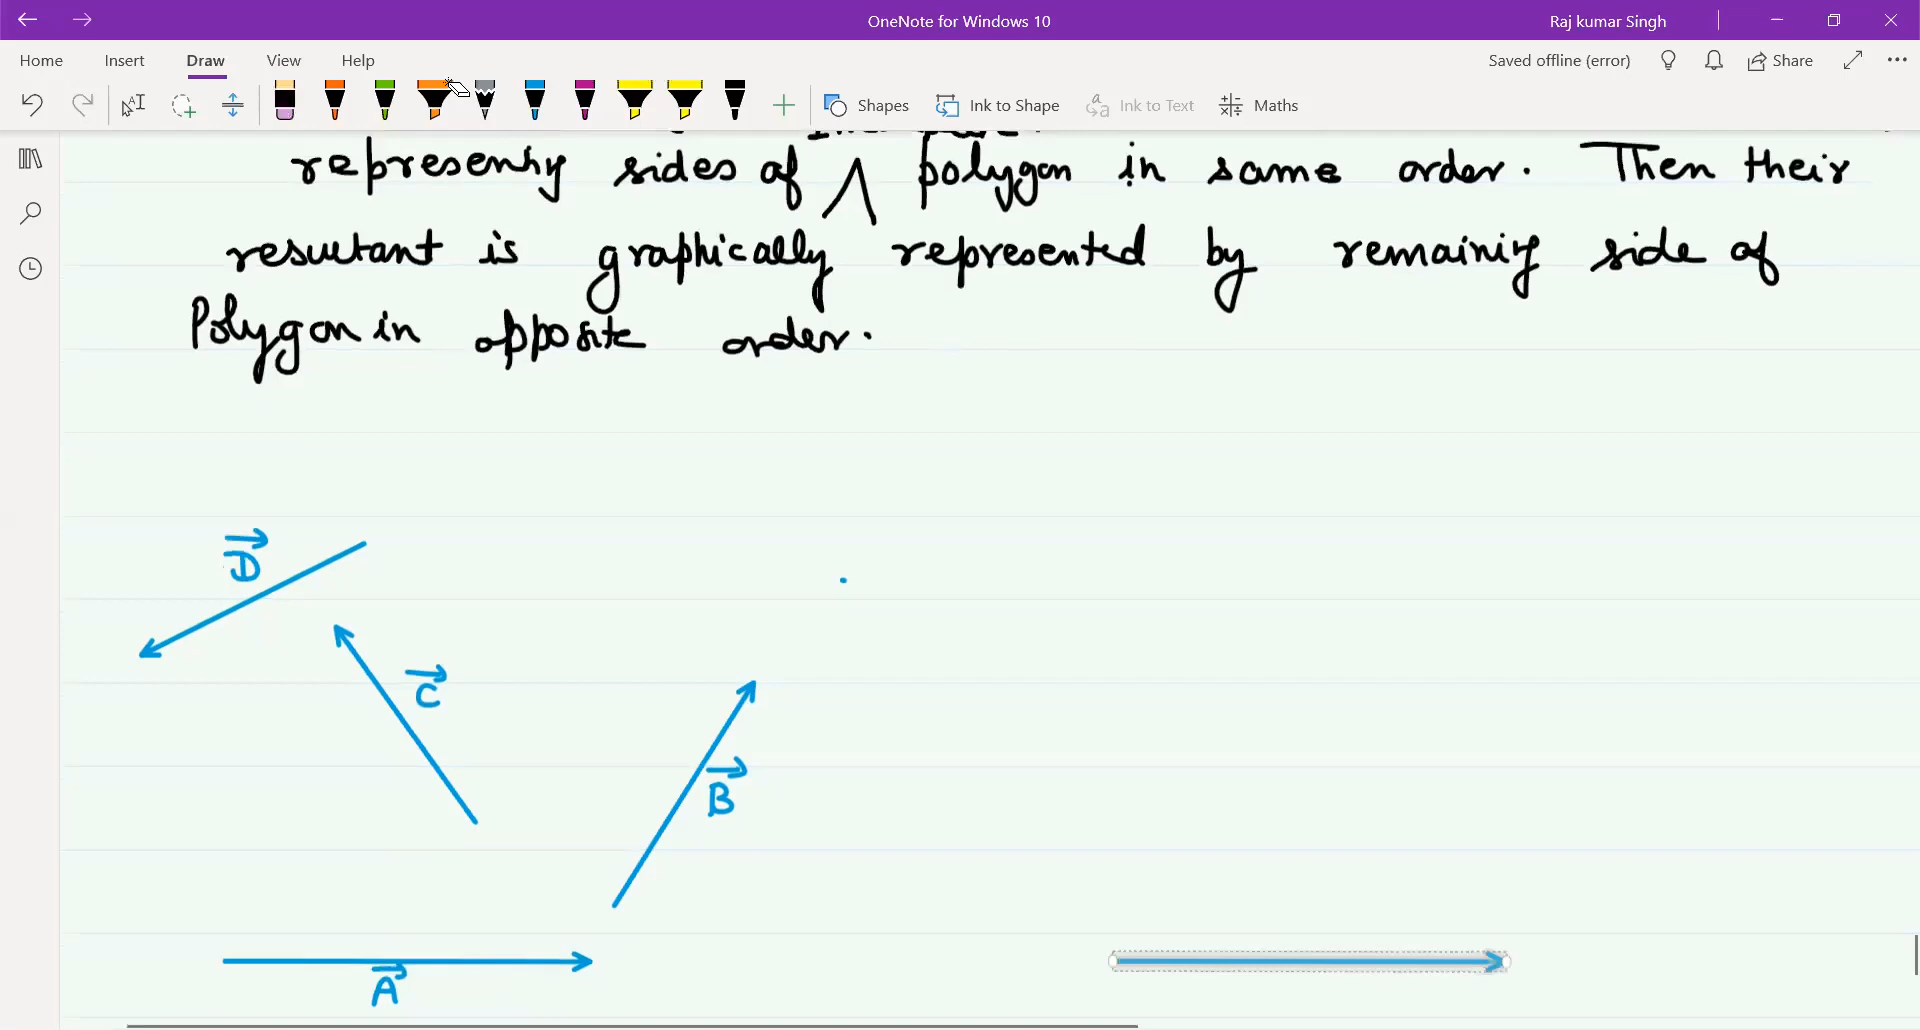 OneNote for Windows 10
Raj kumar Singh
Home Insert Draw View Help
Saved offline (error) Share
Shapes Ink to Shape Ink to Text Maths
sides of polygon in same order. Then their
resultant is graphically represented by remaining side of
Polygon in opposite order.
D
C
B
A